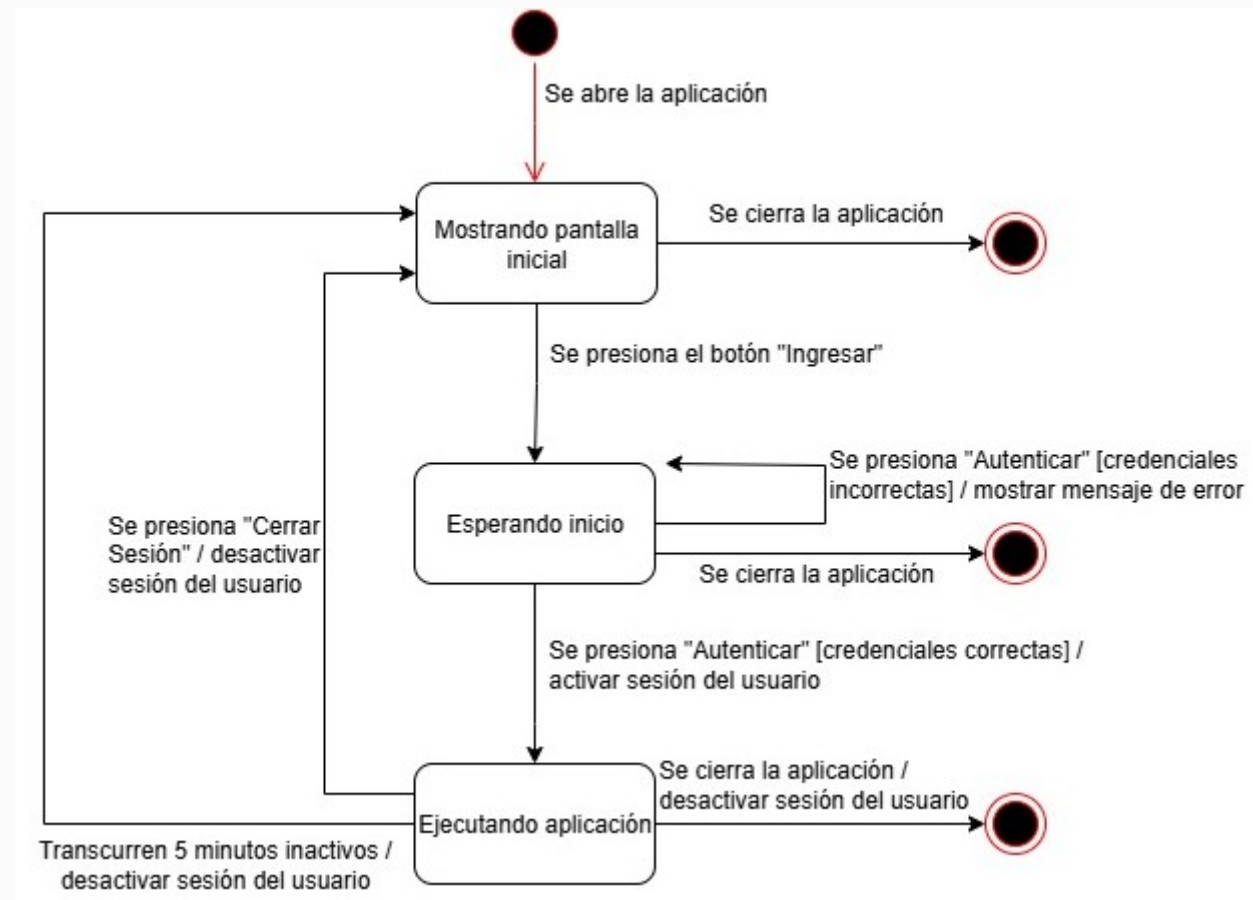 Se abre la aplicación
Mostrando pantalla
inicial
Se cierra la aplicación
Se presiona el botón "Ingresar"
Se presiona "Autenticar" [credenciales
incorrectas] / mostrar mensaje de error
Esperando inicio
Se cierra la aplicación
Se presiona "Cerrar
Sesión" / desactivar
sesión del usuario
Se presiona "Autenticar" [credenciales correctas] /
activar sesión del usuario
Se cierra la aplicación /
desactivar sesión del usuario
Ejecutando aplicación
Transcurren 5 minutos inactivos /
desactivar sesión del usuario